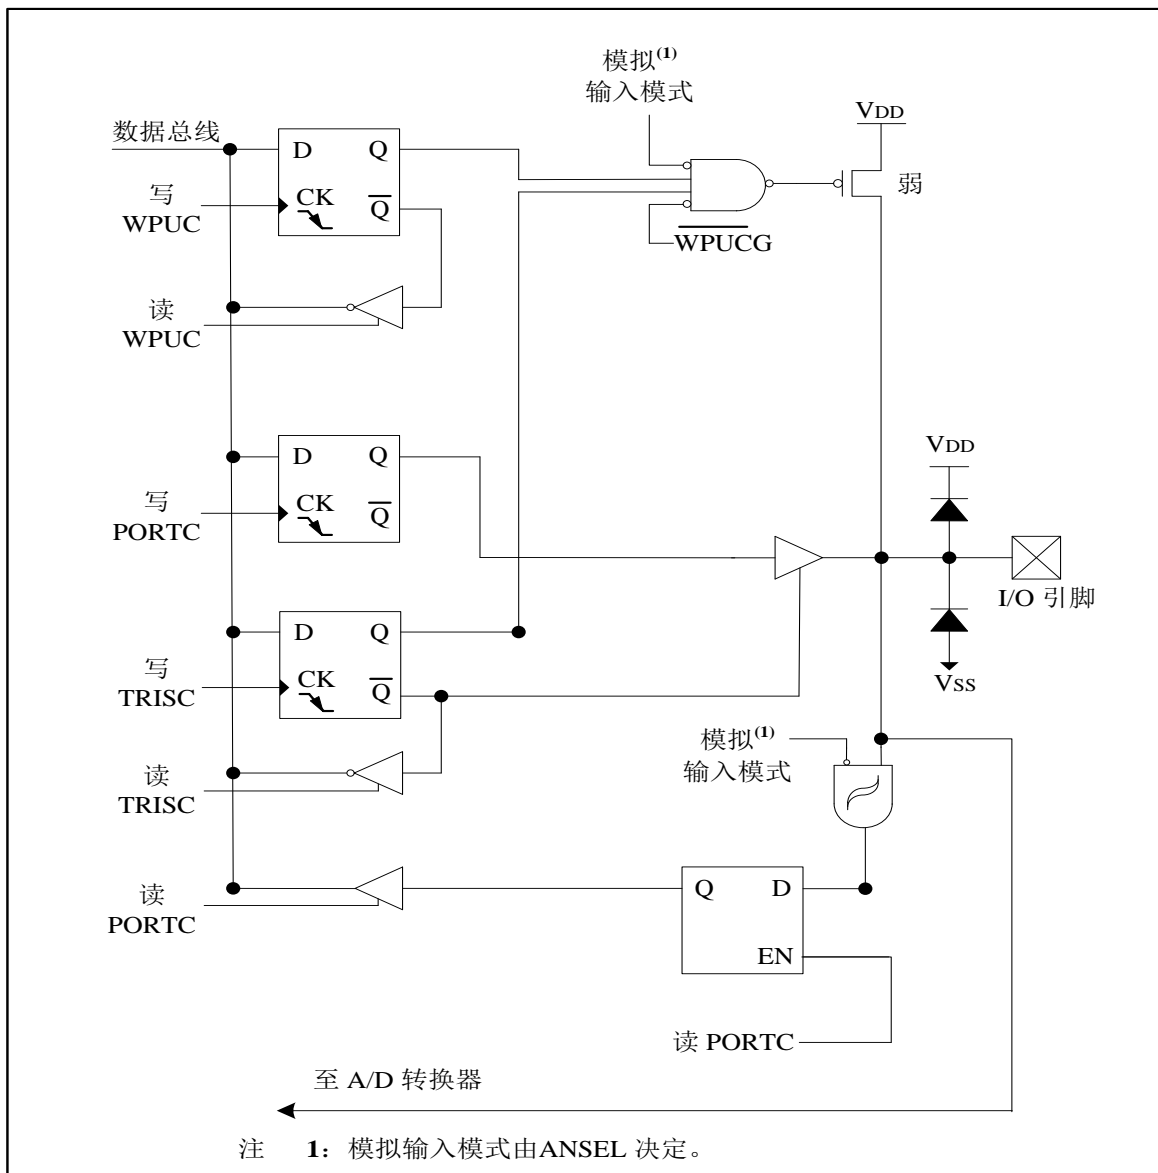 模拟(1)
输入模式
VDD
数据总线
D Q
弱
写
WPUC
CK Q
WPUCG
读
WPUC
D Q
VDD
写
PORTC
CK Q
I/O 引脚
D Q
写
TRISC
CK Q
VSS
模拟(1)
输入模式
读
TRISC
读
PORTC
Q D
EN
读 PORTC
至 A/D 转换器
注 1：模拟输入模式由ANSEL 决定。